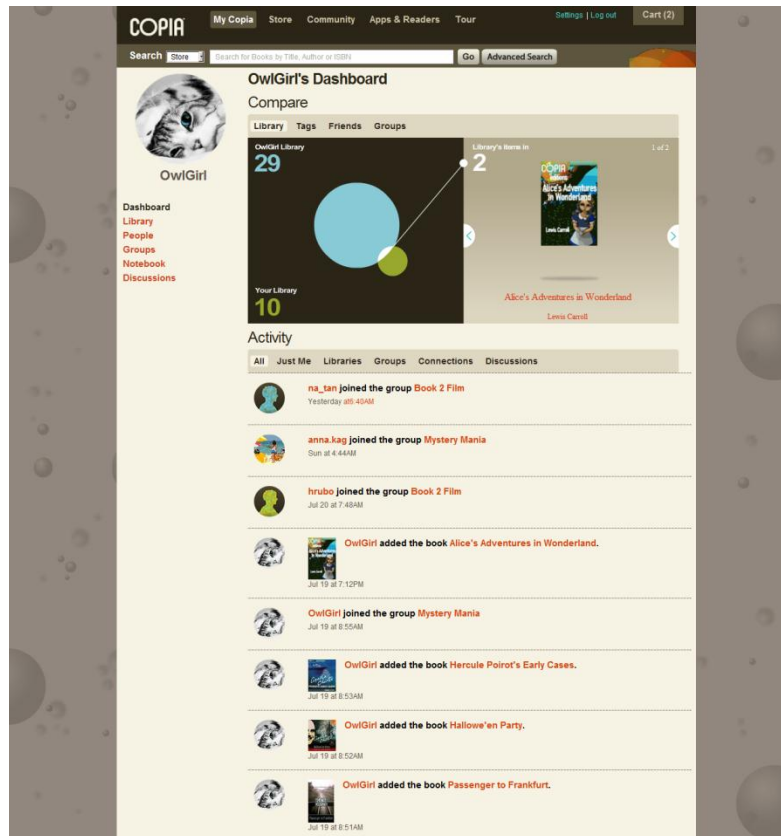 COPIA
My Copia Store Community Apps & Readers Tour
Settings | Log out
Cart (2)
Search Store Search for Books by Title, Author or ISBN Go Advanced Search
OwlGirl
Dashboard
Library
People
Groups
Notebook
Discussions
OwlGirl's Dashboard
Compare
Library Tags Friends Groups
OwlGirl Library
29
Your Library
10
Library's items in
2
1 of 2
COPIA
editions
Alice's Adventures
in Wonderland
Lewis Carroll
Alice's Adventures in Wonderland
Lewis Carroll
Activity
All Just Me Libraries Groups Connections Discussions
na_tan joined the group Book 2 Film
Yesterday at6:40AM
anna.kag joined the group Mystery Mania
Sun at 4:44AM
hrubo joined the group Book 2 Film
Jul 20 at 7:48AM
OwlGirl added the book Alice's Adventures in Wonderland.
Jul 19 at 7:12PM
OwlGirl joined the group Mystery Mania
Jul 19 at 8:55AM
OwlGirl added the book Hercule Poirot's Early Cases.
Jul 19 at 8:53AM
OwlGirl added the book Hallowe'en Party.
Jul 19 at 8:52AM
OwlGirl added the book Passenger to Frankfurt.
Jul 19 at 8:51AM